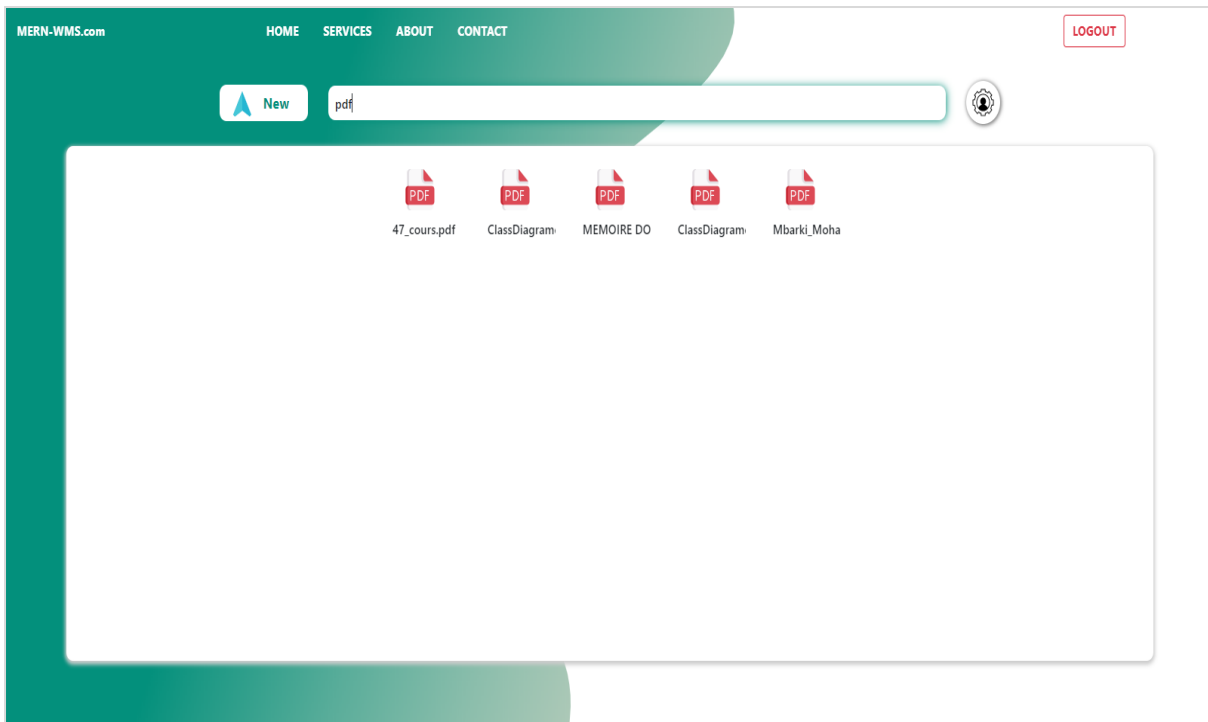 MERN-WMS.com HOME SERVICES ABOUT CONTACT LOGOUT
New pdf
PDF PDF PDF PDF PDF
47_cours.pdf ClassDiagram MEMOIRE DO ClassDiagram Mbarki_Moha